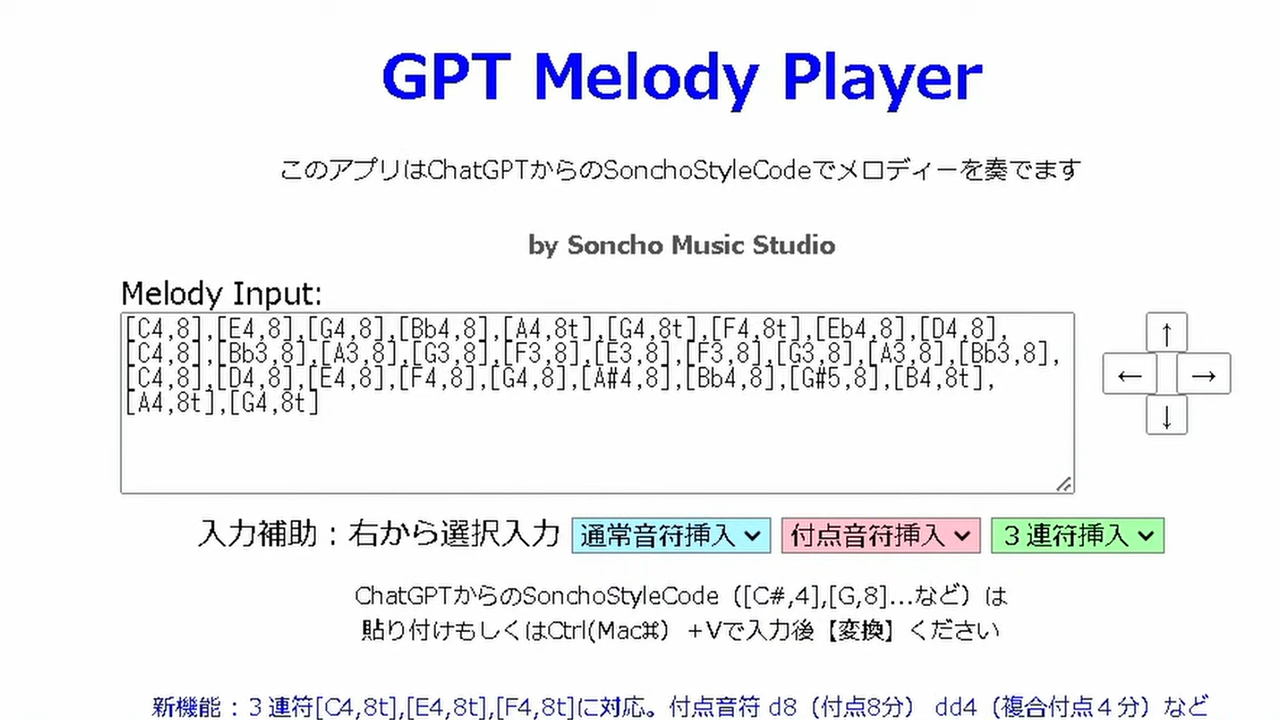 GPT Melody Player
このアプリはChatGPTからのSonchoStyleCodeでメロディーを奏でます
by Soncho Music Studio
Melody Input:
[C4,8],[E4,8],[G4,8],[Bb4,8],[A4,8t],[G4,8t],[F4,8t],[Eb4,8],[D4,8],
[C4,8],[Bb3,8],[A3,8],[G3,8],[F3,8],[E3,8],[F3,8],[G3,8],[A3,8],[Bb3,8],
[C4,8],[D4,8],[E4,8],[F4,8],[G4,8],[A#4,8],[Bb4,8],[G#5,8],[B4,8t],
[A4,8t],[G4,8t]
↑
← →
↓
入力補助：右から選択入力 通常音符挿入 付点音符挿入 ３連符挿入
ChatGPTからのSonchoStyleCode（[C#,4],[G,8]...など）は
貼り付けもしくはCtrl(Mac⌘）＋Vで入力後【変換】ください
新機能：３連符[C4,8t],[E4,8t],[F4,8t]に対応。付点音符 d8（付点8分） dd4（複合付点４分）など